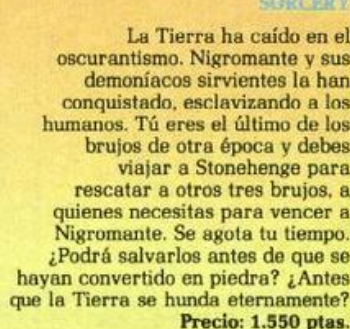 SORCERY
La Tierra ha caído en el
oscurantismo. Nigromante y sus
demoníacos sirvientes la han
conquistado, esclavizando a los
humanos. Tú eres el último de los
brujos de otra época y debes
viajar a Stonehenge para
rescatar a otros tres brujos, a
quienes necesitas para vencer a
Nigromante. Se agota tu tiempo.
¿Podrá salvarlos antes de que se
hayan convertido en piedra? ¿Antes
que la Tierra se hunda eternamente?
Precio: 1.550 ptas.